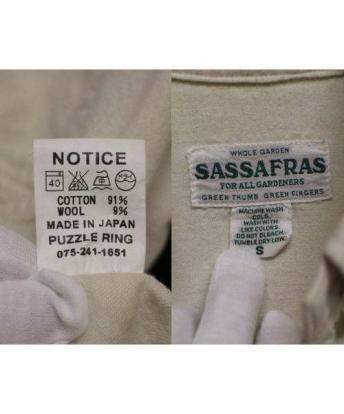 NOTICE
40
COTTON 91%
WOOL 9%
MADE IN JAPAN
PUZZLE RING
075-241-1651
WHOLE GARDEN
SASSAFRAS
FOR ALL GARDENERS
GREEN THUMB GREEN FINGERS
MACHINE WASH
COLD.
WASH WITH
LIKE COLORS.
DO NOT BLEACH.
TUMBLE DRY LOW.
S